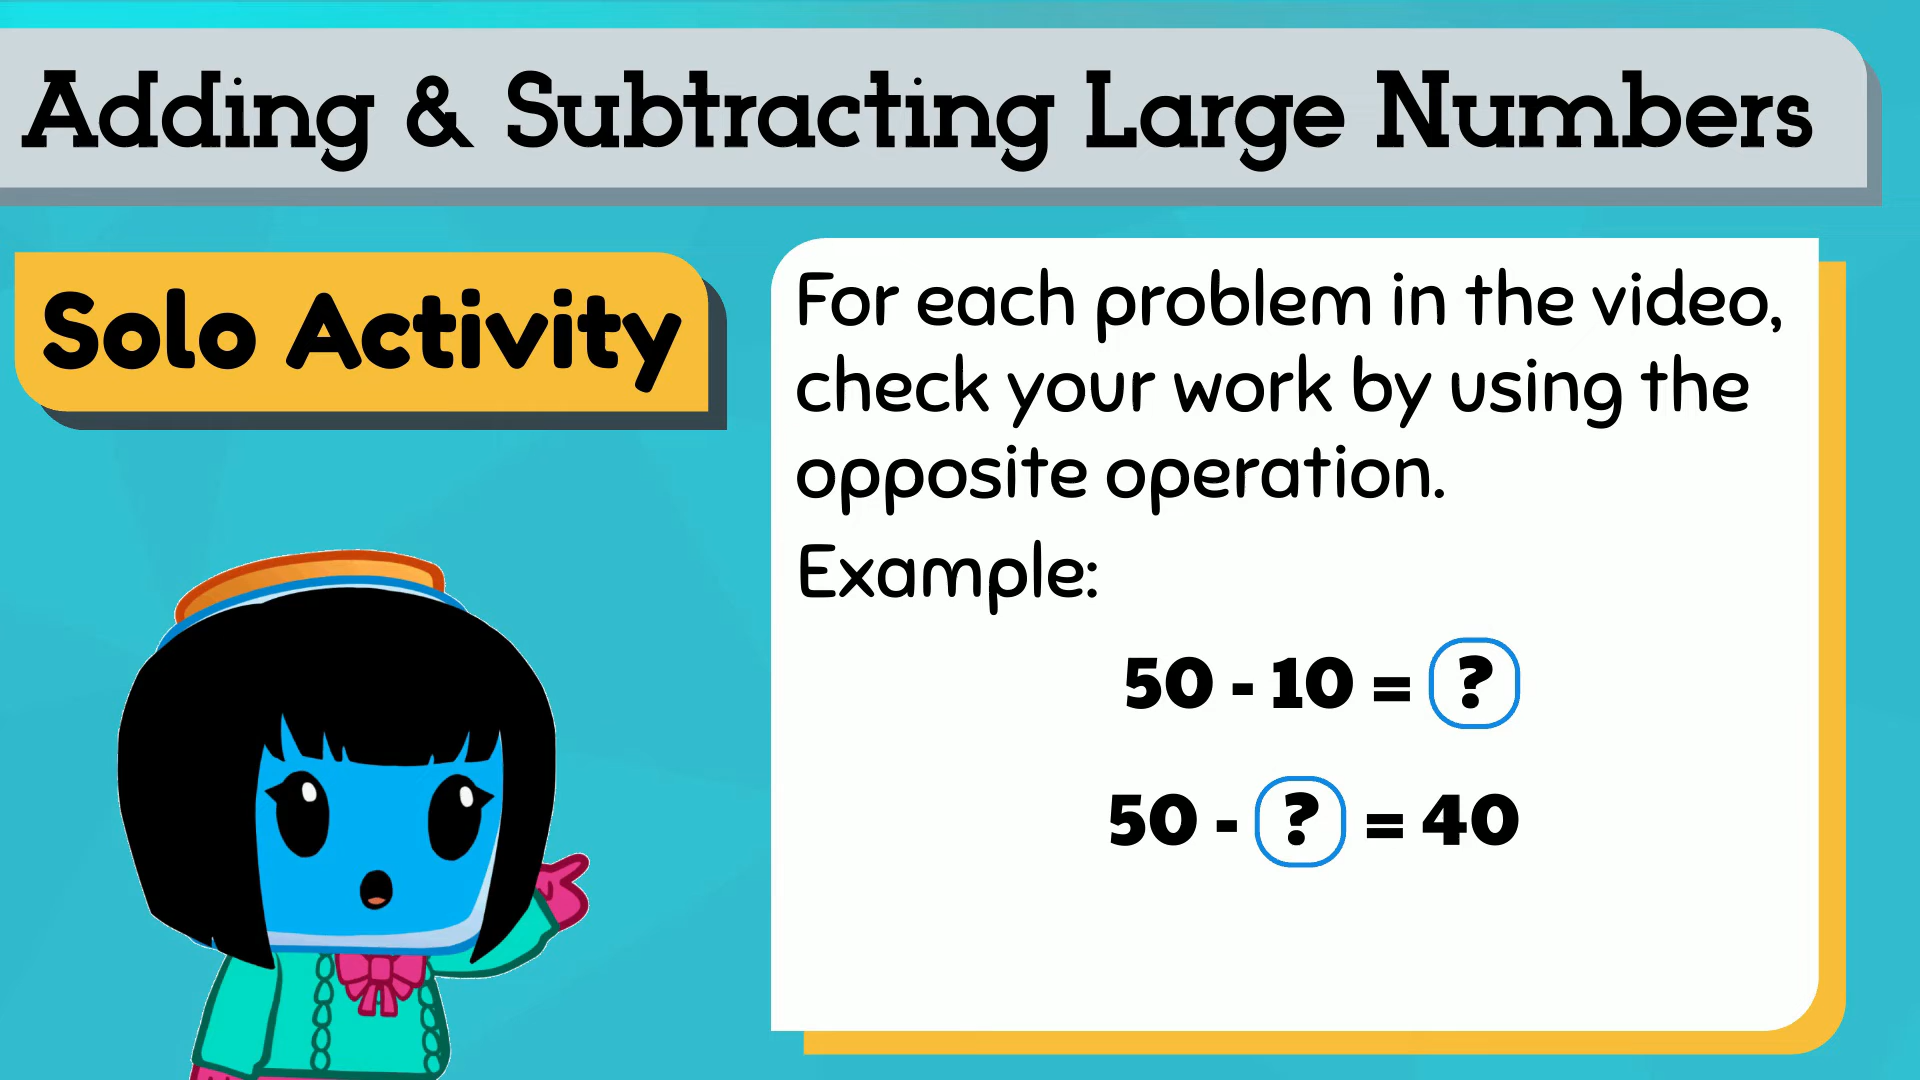 Adding & Subtracting Large Numbers
Solo Activity
For each problem in the video,
check your work by using the
opposite operation.
Example:
50 - 10 = ?
50 - ? = 40